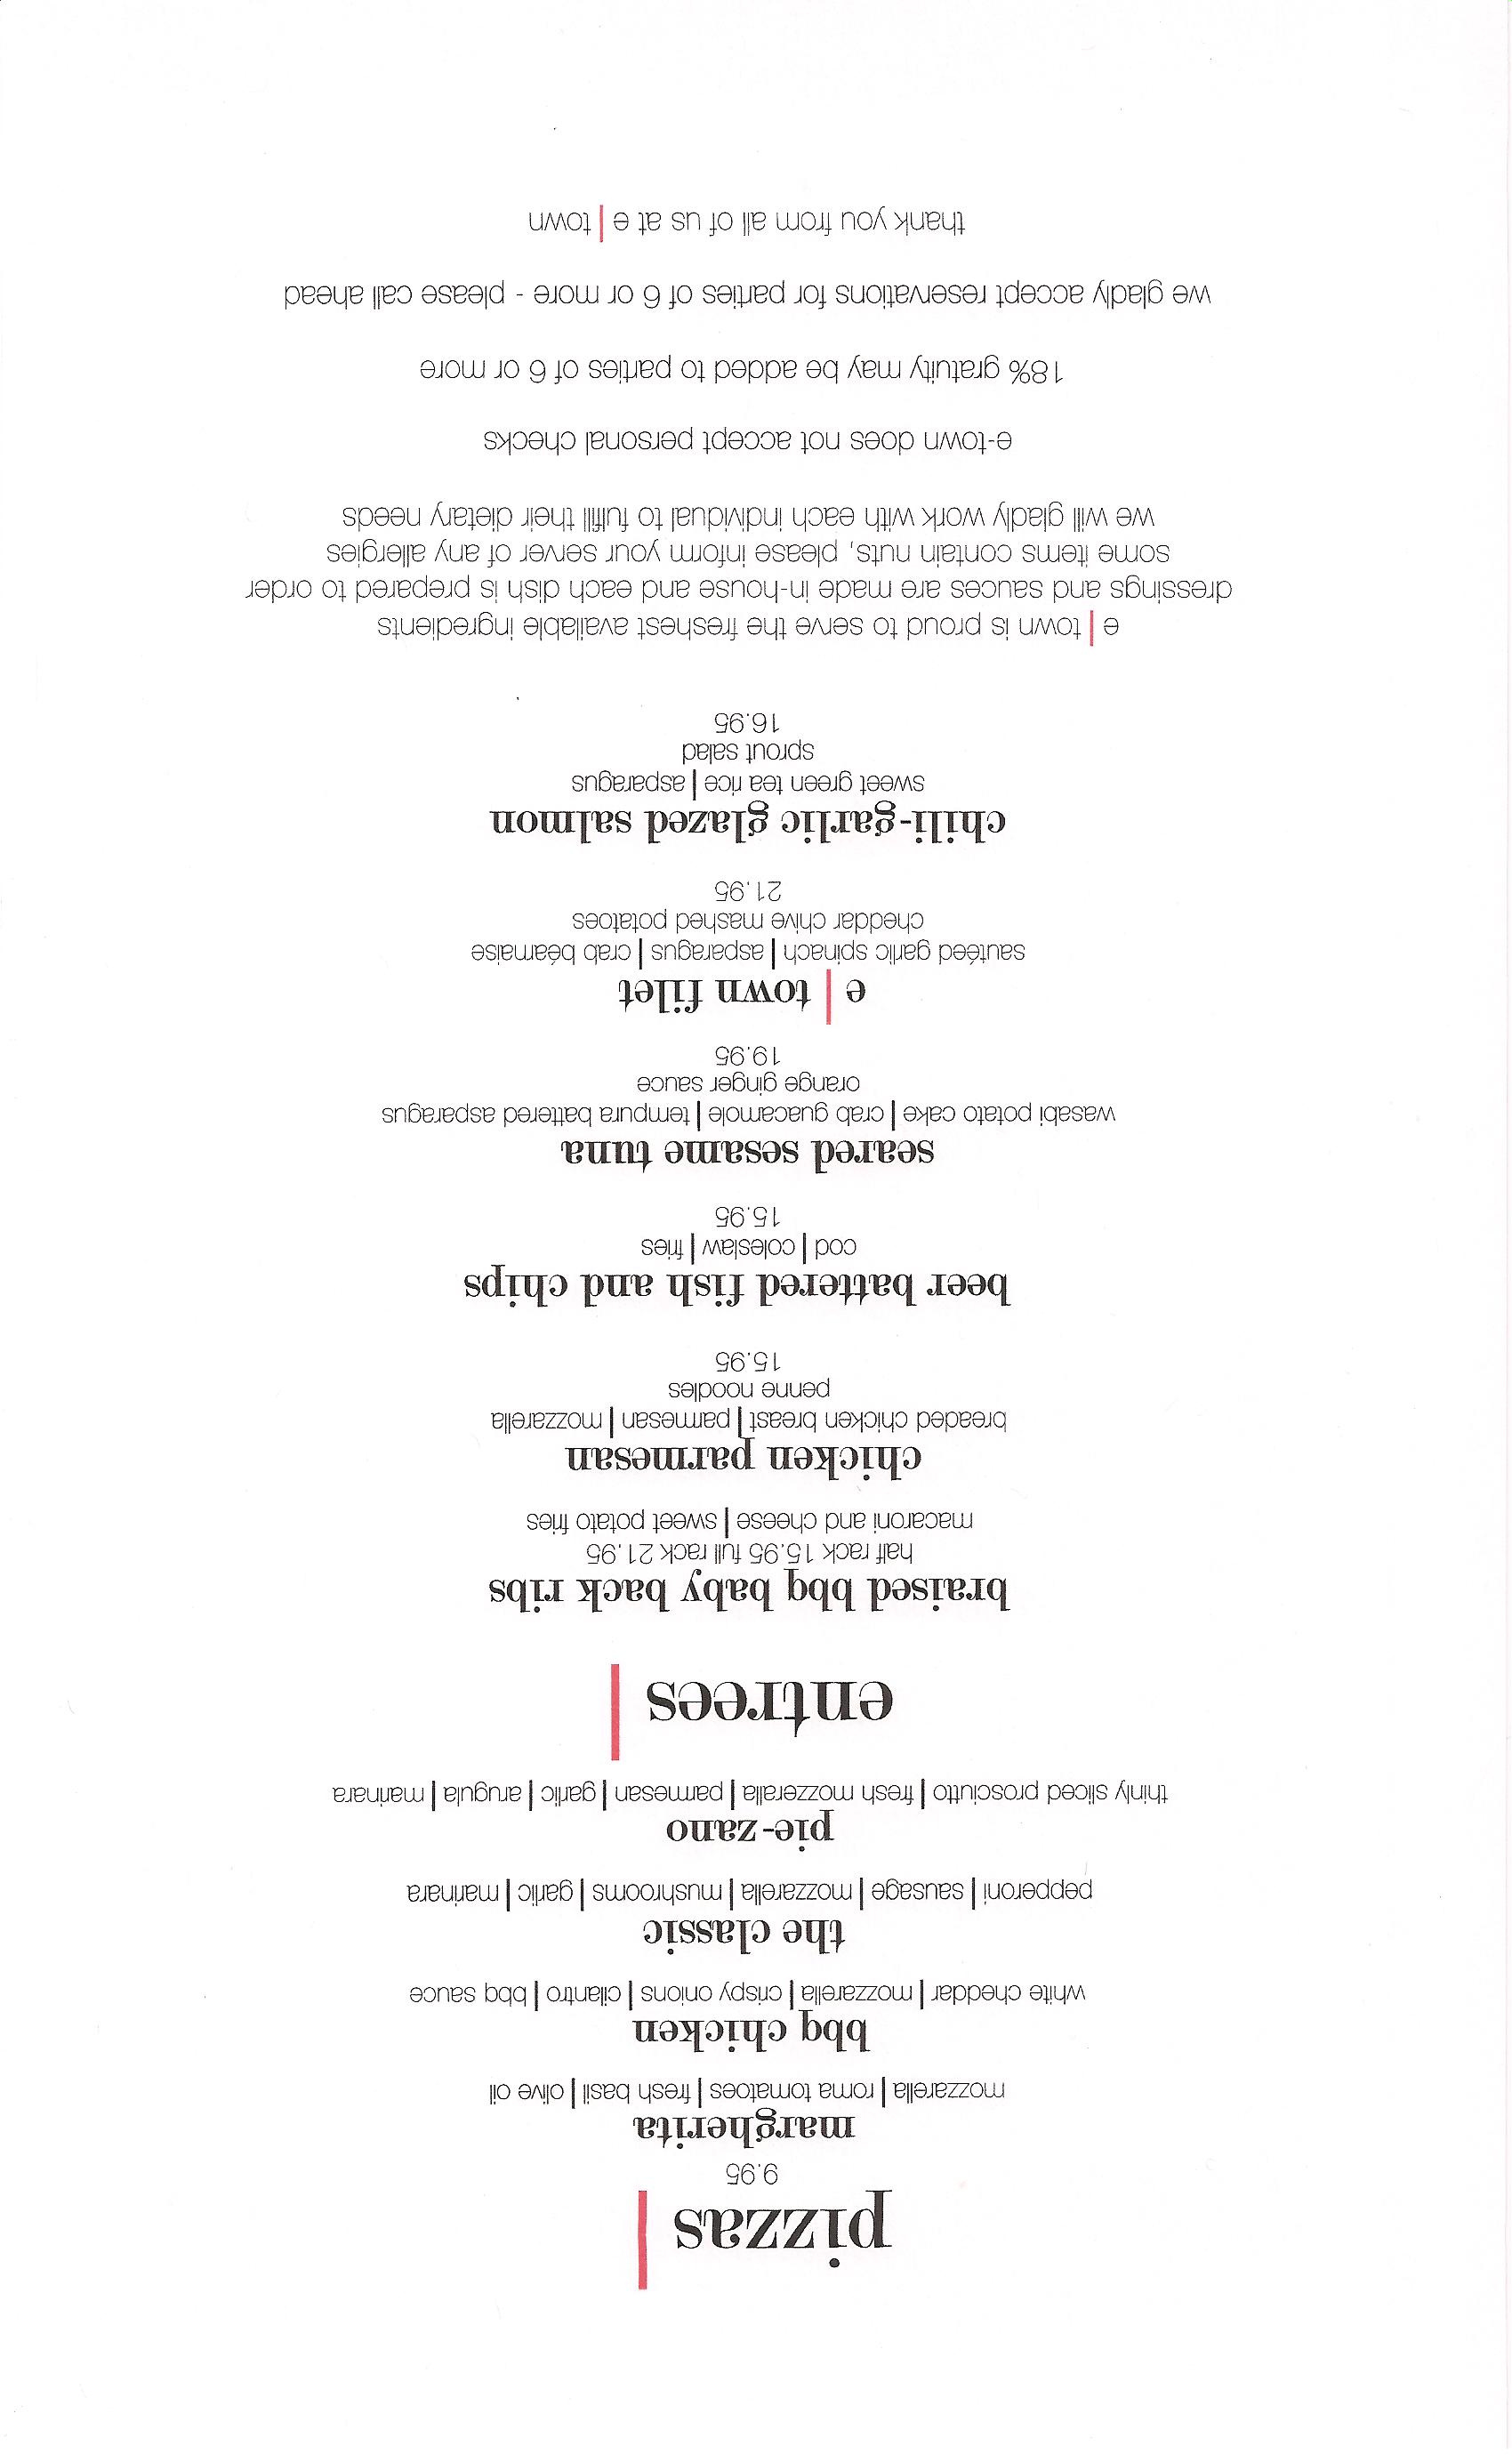 pizzas |
9.95
margherita
mozzarella | roma tomatoes | fresh basil | olive oil
bbq chicken
white cheddar | mozzarella | crispy onions | cilantro | bbq sauce
the classic
pepperoni | sausage | mozzarella | mushrooms | garlic | marinara
pie-zano
thinly sliced prosciutto | fresh mozzeralla | parmesan | garlic | arugula | marinara
entrees |
braised bbq baby back ribs
half rack 15.95 full rack 21.95
macaroni and cheese | sweet potato fries
chicken parmesan
breaded chicken breast | parmesan | mozzarella
penne noodles
15.95
beer battered fish and chips
cod | coleslaw | fries
15.95
seared sesame tuna
wasabi potato cake | crab guacamole | tempura battered asparagus
orange ginger sauce
19.95
e | town filet
sautéed garlic spinach | asparagus | crab béarnaise
cheddar chive mashed potatoes
21.95
chili-garlic glazed salmon
sweet green tea rice | asparagus
sprout salad
16.95
e | town is proud to serve the freshest available ingredients
dressings and sauces are made in-house and each dish is prepared to order
some items contain nuts, please inform your server of any allergies
we will gladly work with each individual to fulfill their dietary needs
e-town does not accept personal checks
18% gratuity may be added to parties of 6 or more
we gladly accept reservations for parties of 6 or more - please call ahead
thank you from all of us at e | town